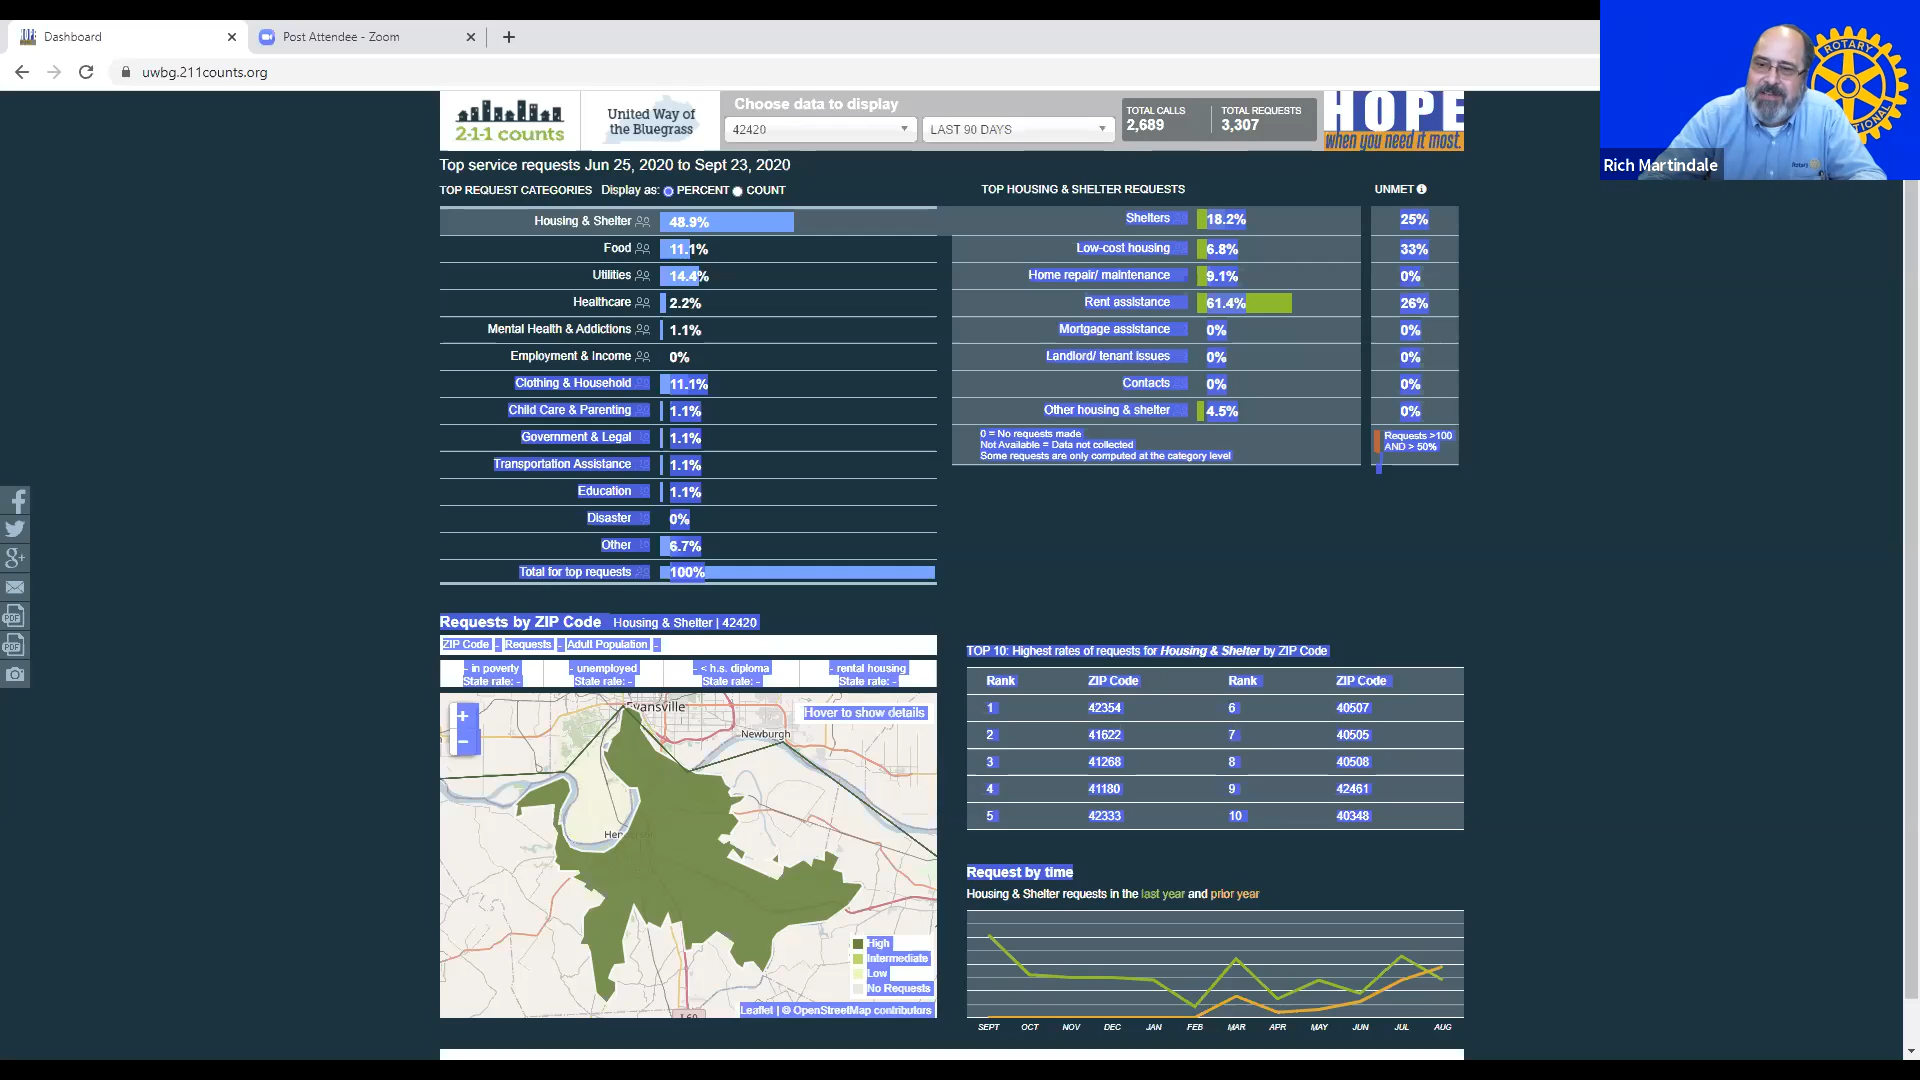 Dashboard
Post Attendee - Zoom
uwbg.211counts.org
2·1·1 counts
United Way of
the Bluegrass
Choose data to display
42420
LAST 90 DAYS
TOTAL CALLS
2,689
TOTAL REQUESTS
3,307
HOPE
when you need it most.
ROTARY
Rotary
Rich Martindale
Top service requests Jun 25, 2020 to Sept 23, 2020
TOP REQUEST CATEGORIES Display as: PERCENT COUNT
Housing & Shelter 48.9%
Food 11.1%
Utilities 14.4%
Healthcare 2.2%
Mental Health & Addictions 1.1%
Employment & Income 0%
Clothing & Household 11.1%
Child Care & Parenting 1.1%
Government & Legal 1.1%
Transportation Assistance 1.1%
Education 1.1%
Disaster 0%
Other 6.7%
Total for top requests 100%
TOP HOUSING & SHELTER REQUESTS UNMET
Shelters 18.2% 25%
Low-cost housing 6.8% 33%
Home repair/ maintenance 9.1% 0%
Rent assistance 61.4% 26%
Mortgage assistance 0% 0%
Landlord/ tenant issues 0% 0%
Contacts 0% 0%
Other housing & shelter 4.5% 0%
0 = No requests made
Not Available = Data not collected
Some requests are only computed at the category level
Requests >100
AND > 50%
Requests by ZIP Code Housing & Shelter | 42420
ZIP Code - Requests - Adult Population -
- in poverty
State rate: -
- unemployed
State rate: -
- < h.s. diploma
State rate: -
- rental housing
State rate: -
+
−
Evansville
Hover to show details
Newburgh
High
Intermediate
Low
No Requests
Leaflet | © OpenStreetMap contributors
TOP 10: Highest rates of requests for Housing & Shelter by ZIP Code
Rank ZIP Code Rank ZIP Code
1 42354 6 40507
2 41622 7 40505
3 41268 8 40508
4 41180 9 42461
5 42333 10 40348
Request by time
Housing & Shelter requests in the last year and prior year
SEPT OCT NOV DEC JAN FEB MAR APR MAY JUN JUL AUG
PDF
PDF